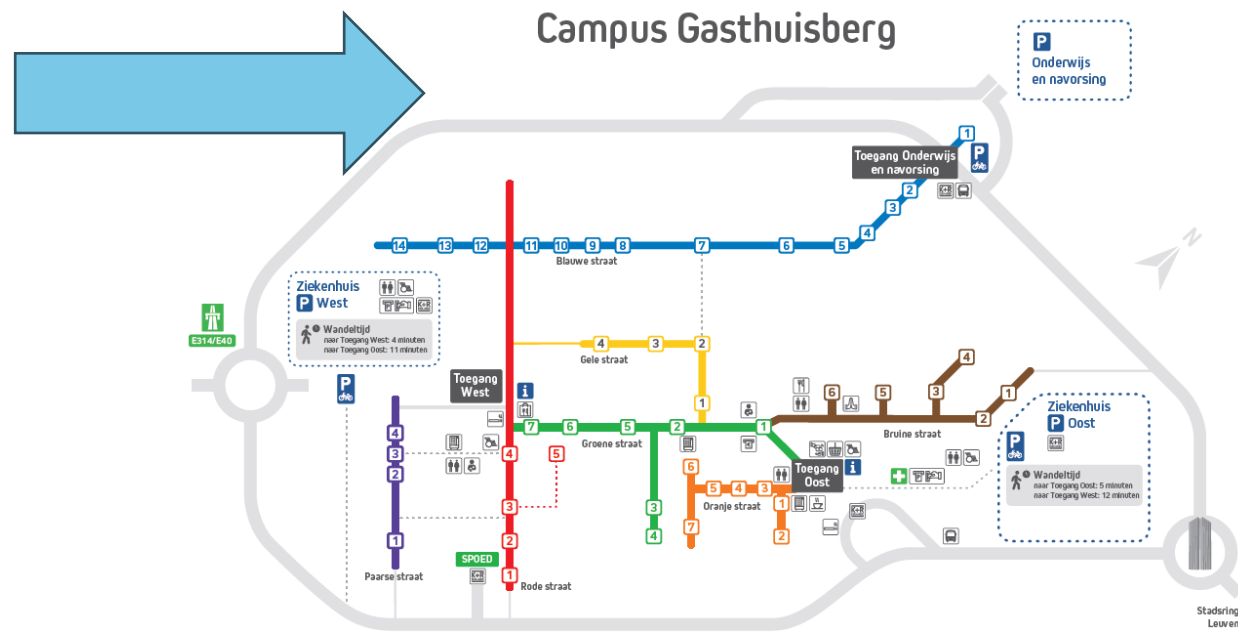 Campus Gasthuisberg
P
Onderwijs
en navorsing
1
Toegang Onderwijs
en navorsing
P
2
3
4
14 13 12 11 10 9 8 7 6 5
Blauwe straat
N
Ziekenhuis
P West
K+R
Wandeltijd
naar Toegang West: 4 minuten
naar Toegang Oost: 11 minuten
E314/E40
4 3 2
Gele straat
1
Toegang
West
i
P
4
3
2
1
Paarse straat
7 6 5 2 1
Groene straat
3
4
4 5
3
2
1
Rode straat
SPOED
K+R
6 5 4 3
Oranje straat
7
1
2
Toegang
Oost
i
6 5 3 4
2 1
Bruine straat
Ziekenhuis
P Oost
K+R
P
Wandeltijd
naar Toegang Oost: 5 minuten
naar Toegang West: 12 minuten
K+R
Stadsring
Leuven